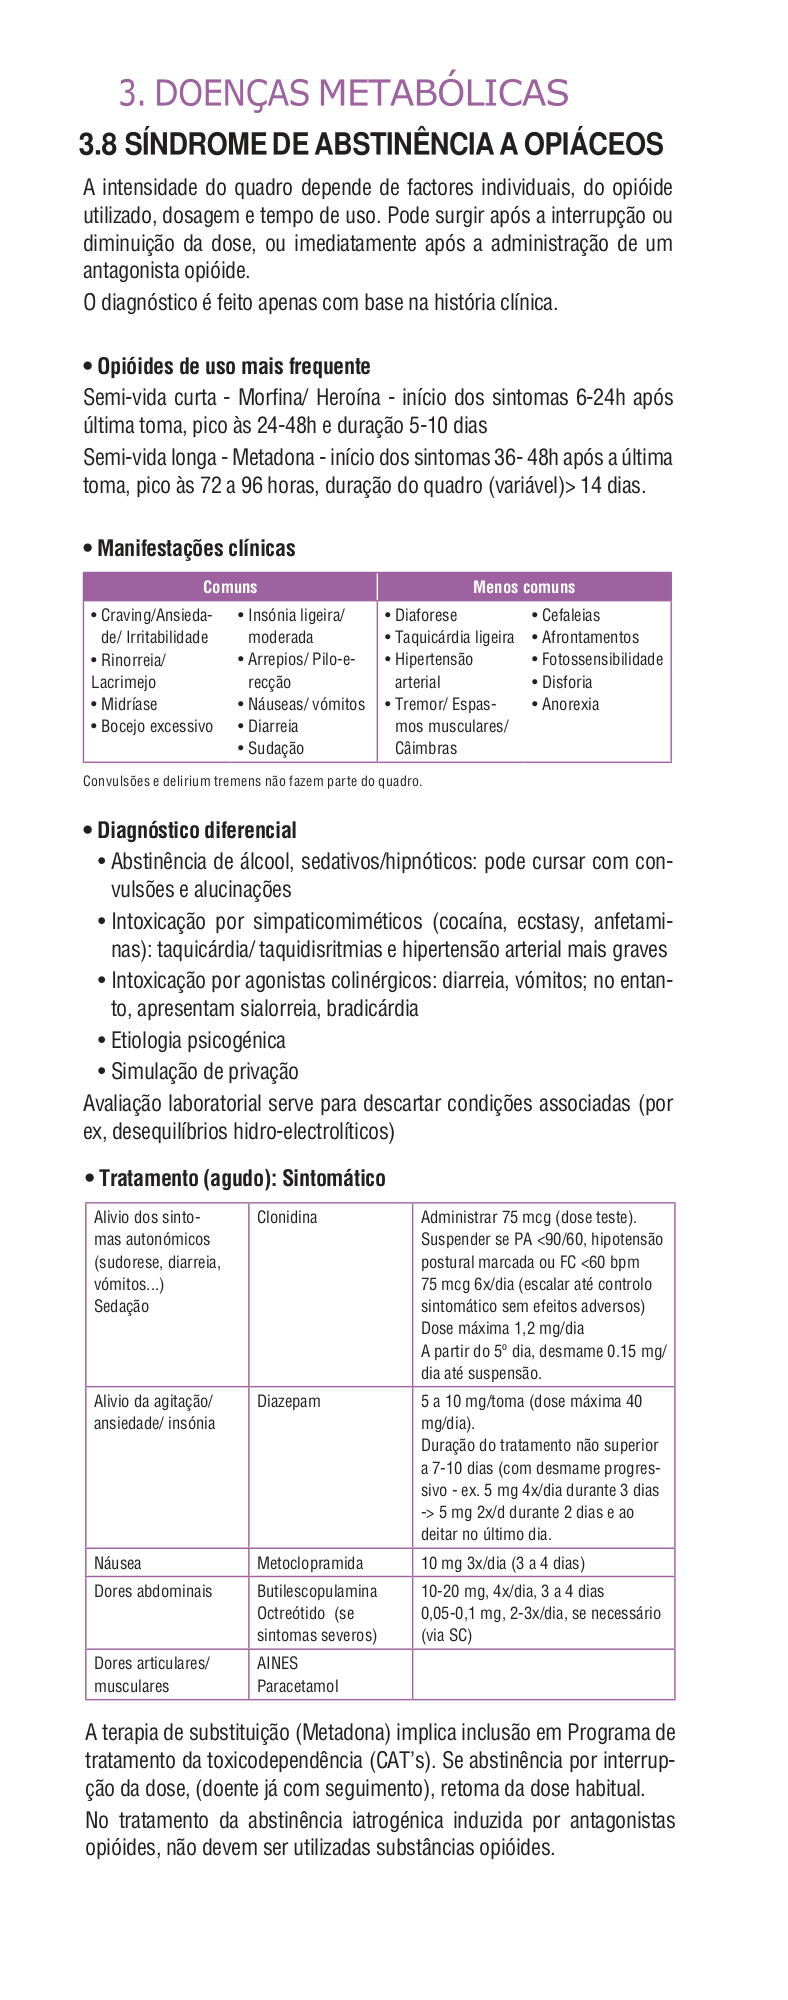 3. DOENÇAS METABÓLICAS
3.8 SÍNDROME DE ABSTINÊNCIA A OPIÁCEOS
A intensidade do quadro depende de factores individuais, do opióide
utilizado, dosagem e tempo de uso. Pode surgir após a interrupção ou
diminuição da dose, ou imediatamente após a administração de um
antagonista opióide.
O diagnóstico é feito apenas com base na história clínica.
• Opióides de uso mais frequente
Semi-vida curta - Morfina/ Heroína - início dos sintomas 6-24h após
última toma, pico às 24-48h e duração 5-10 dias
Semi-vida longa - Metadona - início dos sintomas 36- 48h após a última
toma, pico às 72 a 96 horas, duração do quadro (variável)> 14 dias.
• Manifestações clínicas
Comuns
• Craving/Ansieda-
de/ Irritabilidade
• Rinorreia/
Lacrimejo
• Midríase
• Bocejo excessivo
• Insónia ligeira/
moderada
• Arrepios/ Pilo-e-
recção
• Náuseas/ vómitos
• Diarreia
• Sudação
Menos comuns
• Diaforese
• Taquicárdia ligeira
• Hipertensão
arterial
• Tremor/ Espas-
mos musculares/
Câimbras
• Cefaleias
• Afrontamentos
• Fotossensibilidade
• Disforia
• Anorexia
Convulsões e delirium tremens não fazem parte do quadro.
• Diagnóstico diferencial
• Abstinência de álcool, sedativos/hipnóticos: pode cursar com con-
vulsões e alucinações
• Intoxicação por simpaticomiméticos (cocaína, ecstasy, anfetami-
nas): taquicárdia/ taquidisritmias e hipertensão arterial mais graves
• Intoxicação por agonistas colinérgicos: diarreia, vómitos; no entan-
to, apresentam sialorreia, bradicárdia
• Etiologia psicogénica
• Simulação de privação
Avaliação laboratorial serve para descartar condições associadas (por
ex, desequilíbrios hidro-electrolíticos)
• Tratamento (agudo): Sintomático
Alivio dos sinto-
mas autonómicos
(sudorese, diarreia,
vómitos...)
Sedação
Clonidina
Administrar 75 mcg (dose teste).
Suspender se PA <90/60, hipotensão
postural marcada ou FC <60 bpm
75 mcg 6x/dia (escalar até controlo
sintomático sem efeitos adversos)
Dose máxima 1,2 mg/dia
A partir do 5º dia, desmame 0.15 mg/
dia até suspensão.
Alivio da agitação/
ansiedade/ insónia
Diazepam
5 a 10 mg/toma (dose máxima 40
mg/dia).
Duração do tratamento não superior
a 7-10 dias (com desmame progres-
sivo - ex. 5 mg 4x/dia durante 3 dias
-> 5 mg 2x/d durante 2 dias e ao
deitar no último dia.
Náusea
Metoclopramida
10 mg 3x/dia (3 a 4 dias)
Dores abdominais
Butilescopulamina
Octreótido (se
sintomas severos)
10-20 mg, 4x/dia, 3 a 4 dias
0,05-0,1 mg, 2-3x/dia, se necessário
(via SC)
Dores articulares/
musculares
AINES
Paracetamol
A terapia de substituição (Metadona) implica inclusão em Programa de
tratamento da toxicodependência (CAT's). Se abstinência por interrup-
ção da dose, (doente já com seguimento), retoma da dose habitual.
No tratamento da abstinência iatrogénica induzida por antagonistas
opióides, não devem ser utilizadas substâncias opióides.